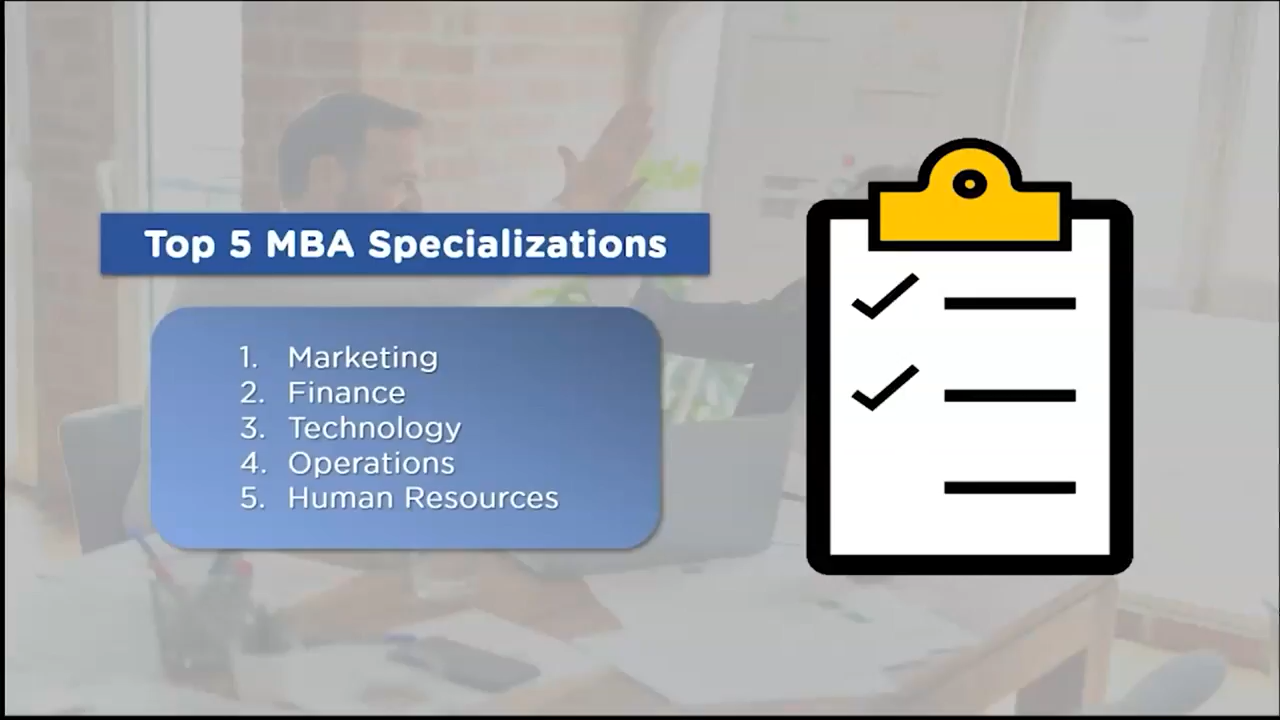 Top 5 MBA Specializations
1. Marketing
2. Finance
3. Technology
4. Operations
5. Human Resources